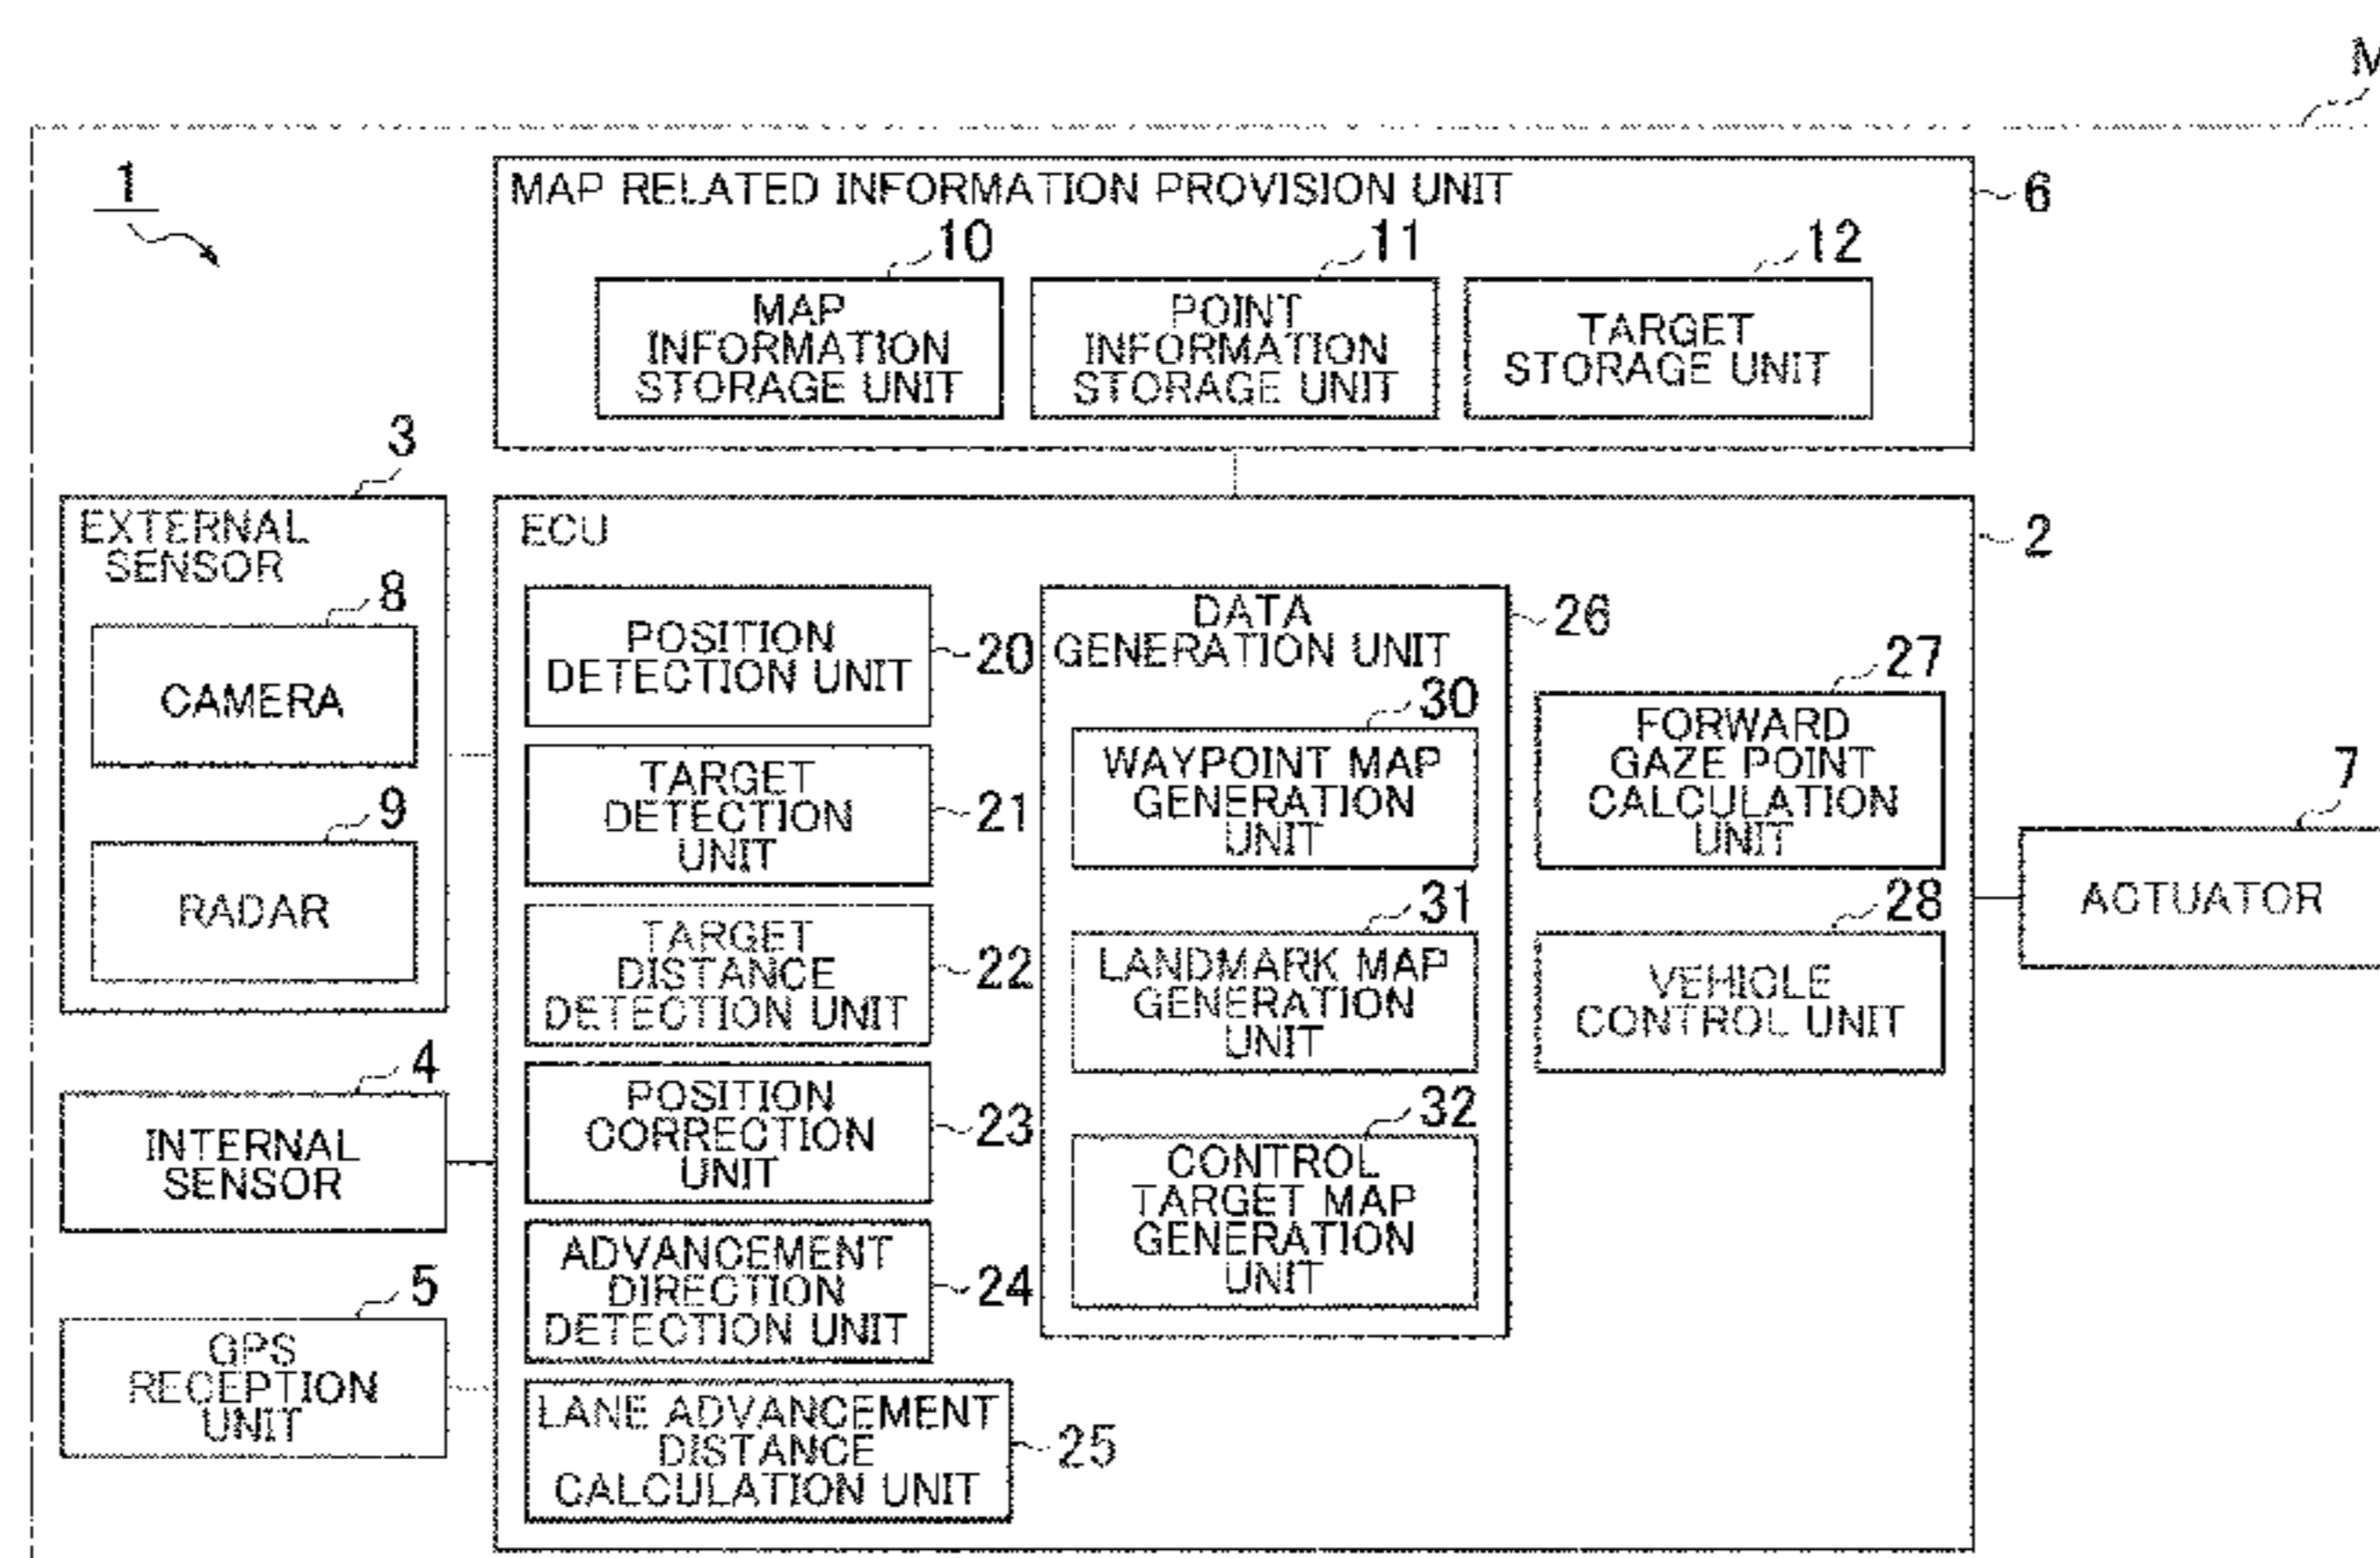 M
1
MAP RELATED INFORMATION PROVISION UNIT
6
10
11
12
MAP
INFORMATION
STORAGE UNIT
POINT
INFORMATION
STORAGE UNIT
TARGET
STORAGE UNIT
3
EXTERNAL
SENSOR
8
CAMERA
9
RADAR
4
INTERNAL
SENSOR
5
GPS
RECEPTION
UNIT
ECU
2
POSITION
DETECTION UNIT
20
TARGET
DETECTION
UNIT
21
TARGET
DISTANCE
DETECTION UNIT
22
POSITION
CORRECTION
UNIT
23
ADVANCEMENT
DIRECTION
DETECTION UNIT
24
LANE ADVANCEMENT
DISTANCE
CALCULATION UNIT
25
DATA
GENERATION UNIT
26
30
WAYPOINT MAP
GENERATION
UNIT
31
LANDMARK MAP
GENERATION
UNIT
32
CONTROL
TARGET MAP
GENERATION
UNIT
27
FORWARD
GAZE POINT
CALCULATION
UNIT
28
VEHICLE
CONTROL UNIT
7
ACTUATOR